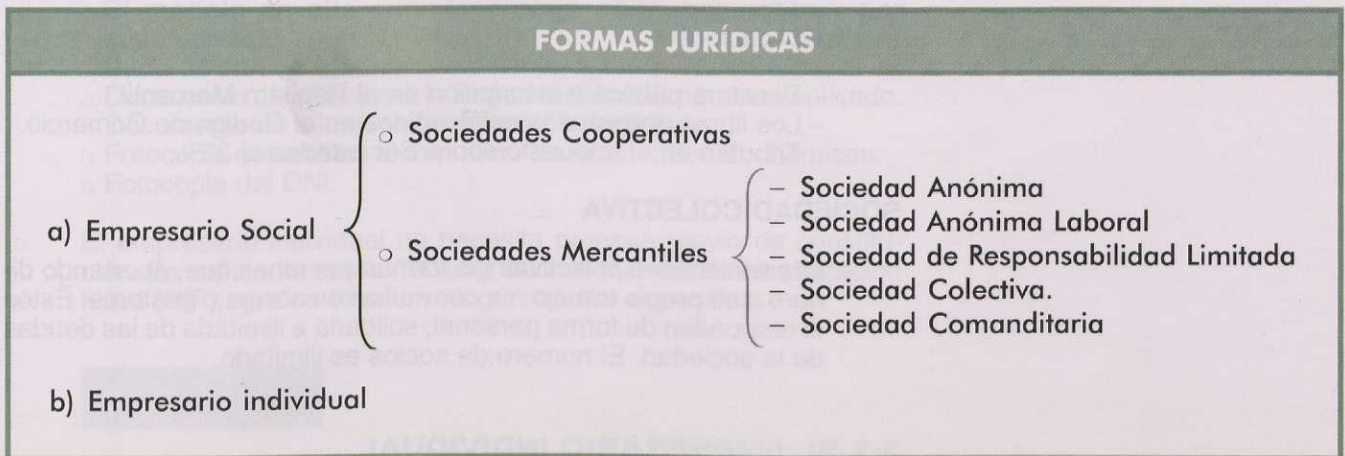 FORMAS JURÍDICAS
a) Empresario Social
○ Sociedades Cooperativas
○ Sociedades Mercantiles
– Sociedad Anónima
– Sociedad Anónima Laboral
– Sociedad de Responsabilidad Limitada
– Sociedad Colectiva.
– Sociedad Comanditaria
b) Empresario individual